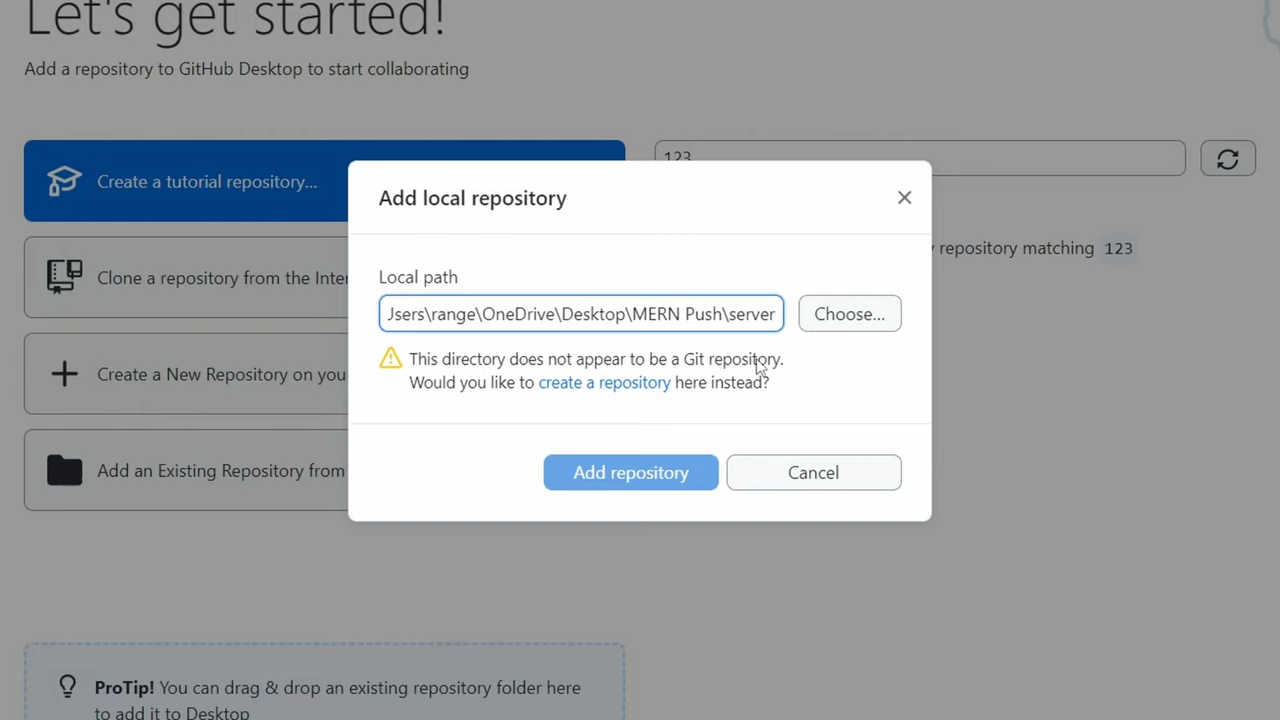 Let's get started!
Add a repository to GitHub Desktop to start collaborating
Create a tutorial repository...
123
Add local repository
Clone a repository from the Inter
repository matching 123
Local path
Users\range\OneDrive\Desktop\MERN Push\server
Choose...
This directory does not appear to be a Git repository.
Would you like to create a repository here instead?
Create a New Repository on you
Add an Existing Repository from
Add repository
Cancel
ProTip! You can drag & drop an existing repository folder here
to add it to Desktop